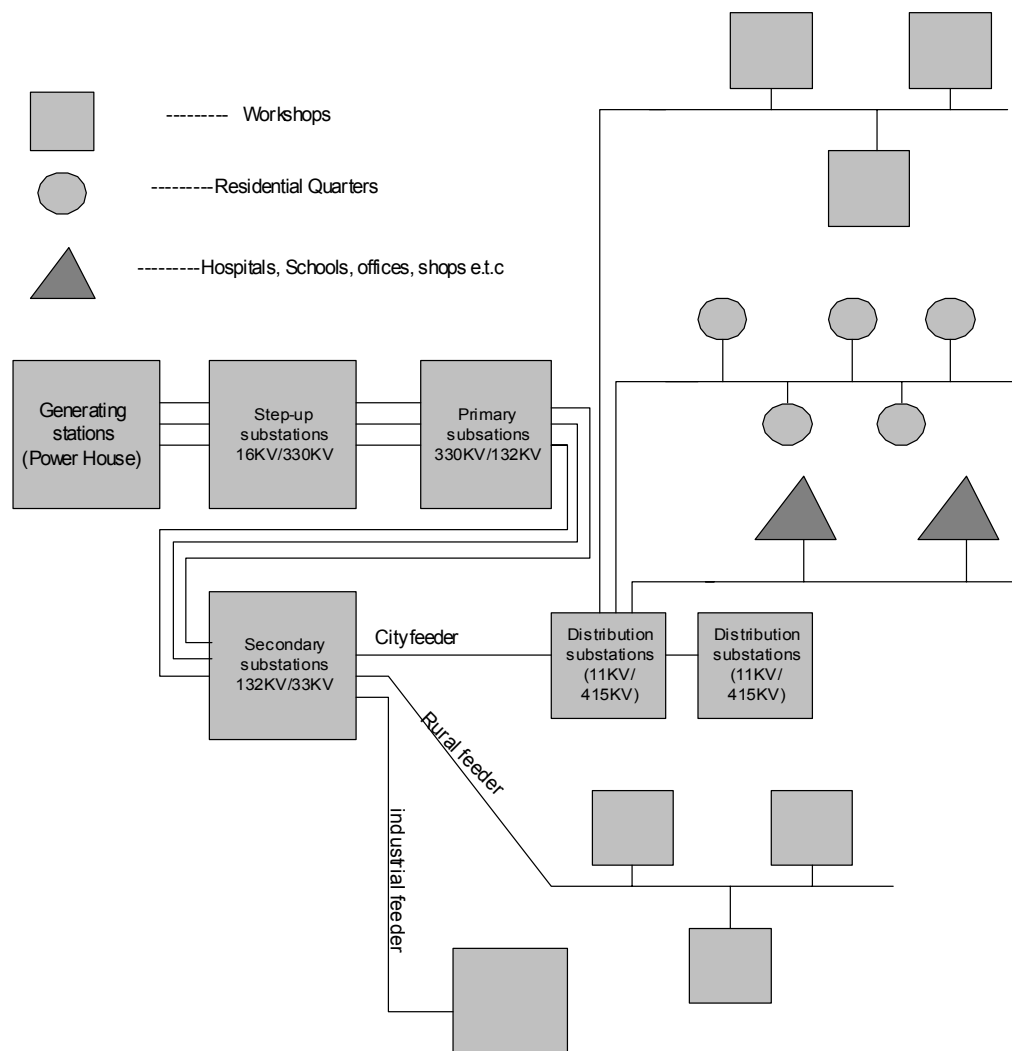 --------- Workshops
---------Residential Quarters
---------Hospitals, Schools, offices, shops e.t.c
Generating
stations
(Power House)
Step-up
substations
16KV/330KV
Primary
subsations
330KV/132KV
Secondary
substations
132KV/33KV
City feeder
Distribution
substations
(11KV/
415KV)
Distribution
substations
(11KV/
415KV)
Rural feeder
industrial feeder